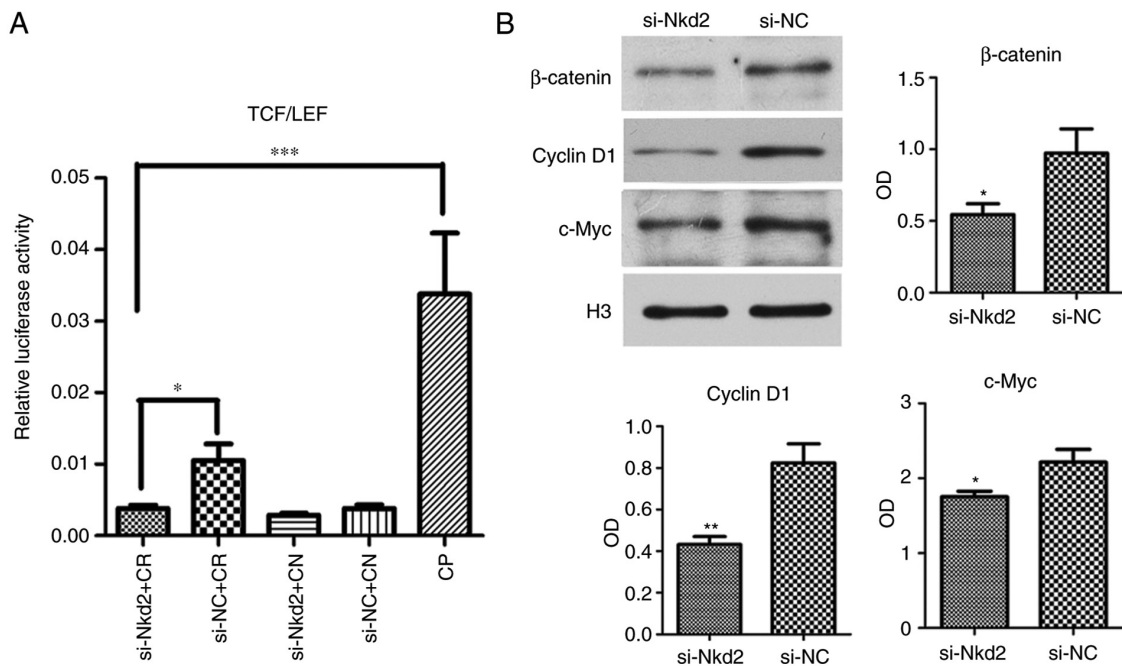 A
TCF/LEF
***
*
Relative luciferase activity
0.05
0.04
0.03
0.02
0.01
0.00
si-Nkd2+CR
si-NC+CR
si-Nkd2+CN
si-NC+CN
CP
B
si-Nkd2 si-NC
β-catenin
Cyclin D1
c-Myc
H3
β-catenin
OD
1.5
1.0
0.5
0.0
*
si-Nkd2 si-NC
Cyclin D1
OD
1.0
0.8
0.6
0.4
0.2
0.0
**
si-Nkd2 si-NC
c-Myc
OD
3
2
1
0
*
si-Nkd2 si-NC